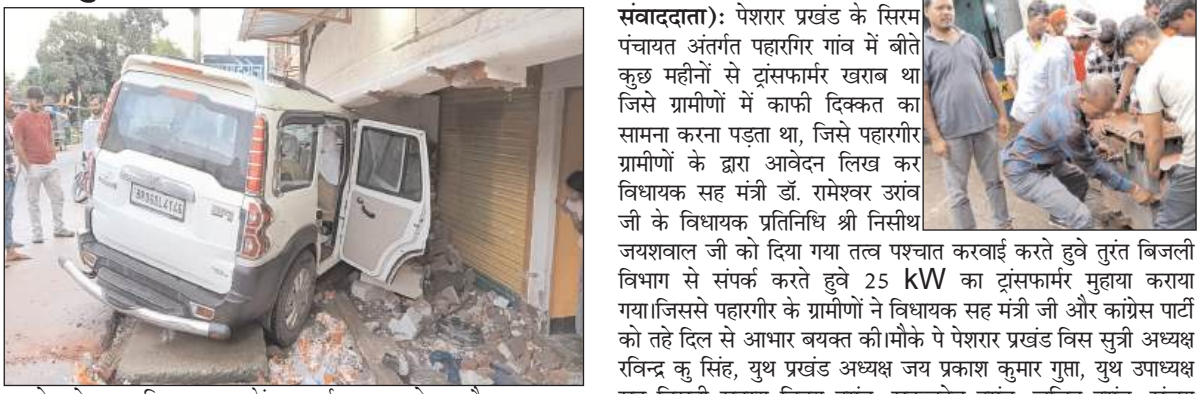 BR06PL4146
संवाददाता): पेशरार प्रखंड के सिरम
पंचायत अंतर्गत पहारगिर गांव में बीते
कुछ महीनों से ट्रांसफार्मर खराब था
जिसे ग्रामीणों में काफी दिक्कत का
सामना करना पड़ता था, जिसे पहारगीर
ग्रामीणों के द्वारा आवेदन लिख कर
विधायक सह मंत्री डॉ. रामेश्वर उरांव
जी के विधायक प्रतिनिधि श्री निसीथ
जयशवाल जी को दिया गया तत्व पश्चात करवाई करते हुवे तुरंत बिजली
विभाग से संपर्क करते हुवे 25 kW का ट्रांसफार्मर मुहाया कराया
गया।जिससे पहारगीर के ग्रामीणों ने विधायक सह मंत्री जी और कांग्रेस पार्टी
को तहे दिल से आभार बयक्त की।मौके पे पेशरार प्रखंड विस सुत्री अध्यक्ष
रविन्द्र कु सिंह, युथ प्रखंड अध्यक्ष जय प्रकाश कुमार गुप्ता, युथ उपाध्यक्ष